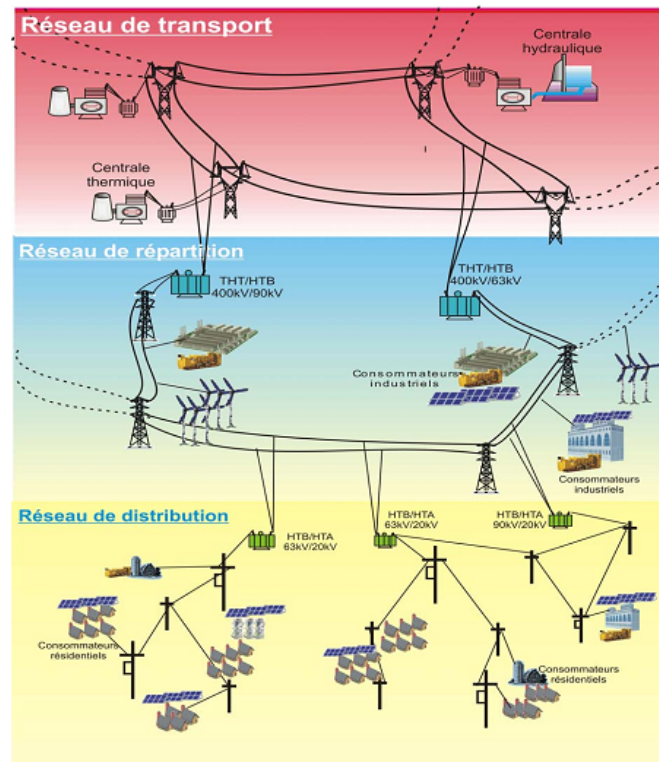 Réseau de transport
Centrale
hydraulique
Centrale
thermique
Réseau de répartition
THT/HTB
400kV/90kV
THT/HTB
400kV/63kV
Consommateurs
industriels
Consommateurs
industriels
Réseau de distribution
HTB/HTA
63kV/20kV
HTB/HTA
63kV/20kV
HTB/HTA
90kV/20kV
Consommateurs
résidentiels
Consommateurs
résidentiels